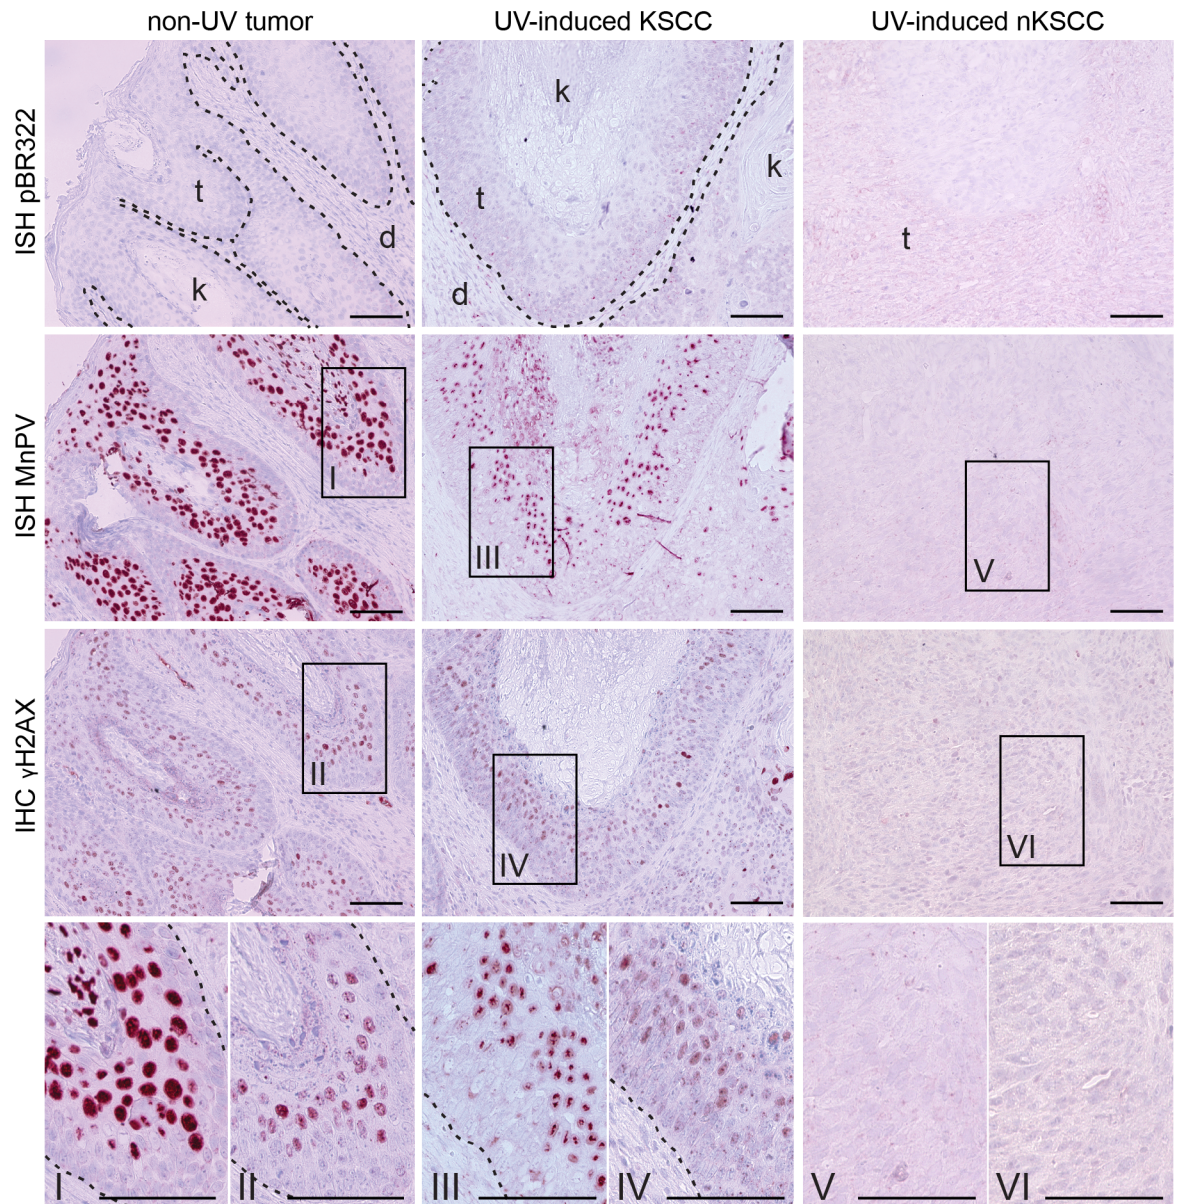 non-UV tumor
UV-induced KSCC
UV-induced nKSCC
ISH pBR322
t
d
k
k
k
t
d
t
ISH MnPV
I
III
V
IHC γH2AX
II
IV
VI
I
II
III
IV
V
VI